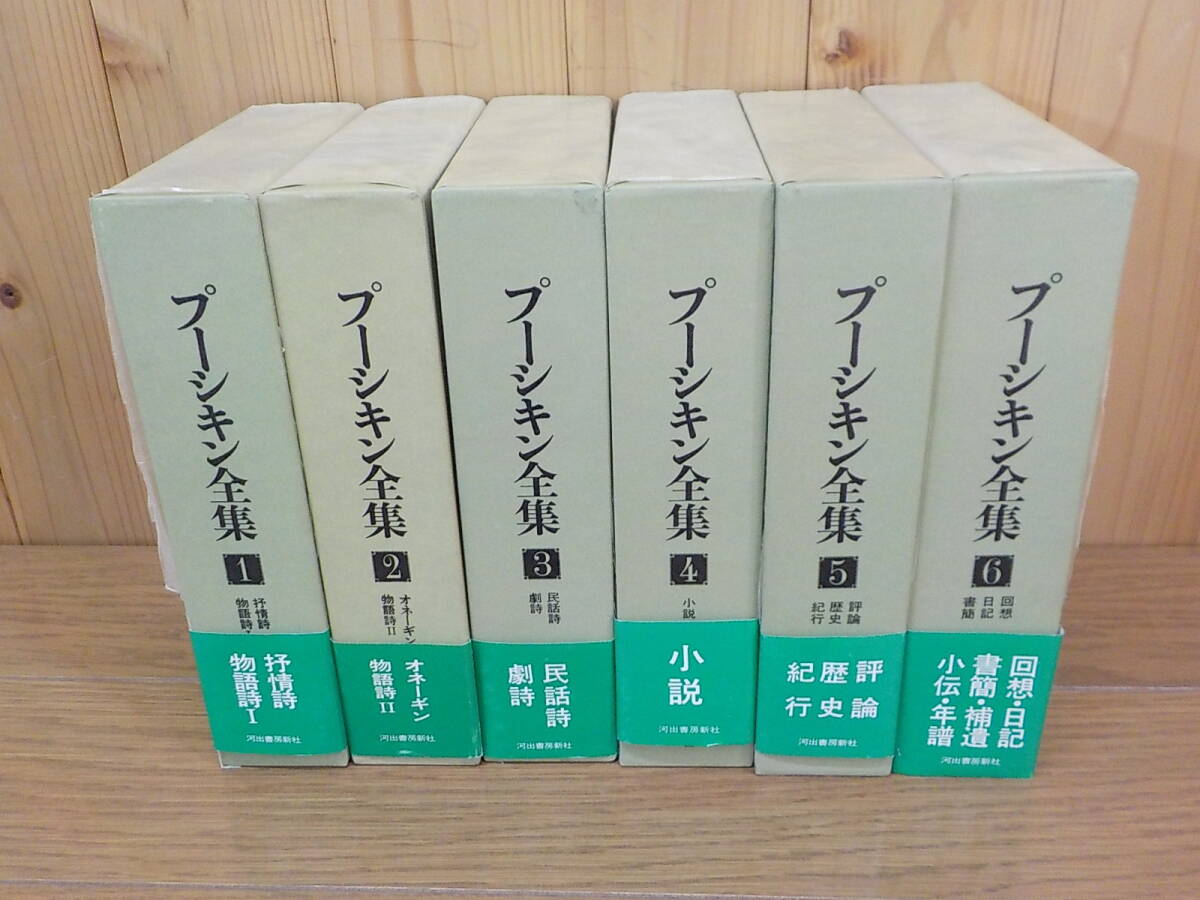 プーシキン全集
1
抒情詩
物語詩
抒情詩
物語詩I
河出書房新社
プーシキン全集
2
オネーギン
物語詩II
オネーギン
物語詩II
河出書房新社
プーシキン全集
3
民話詩
劇詩
民話詩
劇詩
河出書房新社
プーシキン全集
4
小説
小説
河出書房新社
プーシキン全集
5
評論
歴史
紀行
評論
歴史
紀行
河出書房新社
プーシキン全集
6
回想
日記
書簡
回想・日記
書簡・補遺
小伝・年譜
河出書房新社